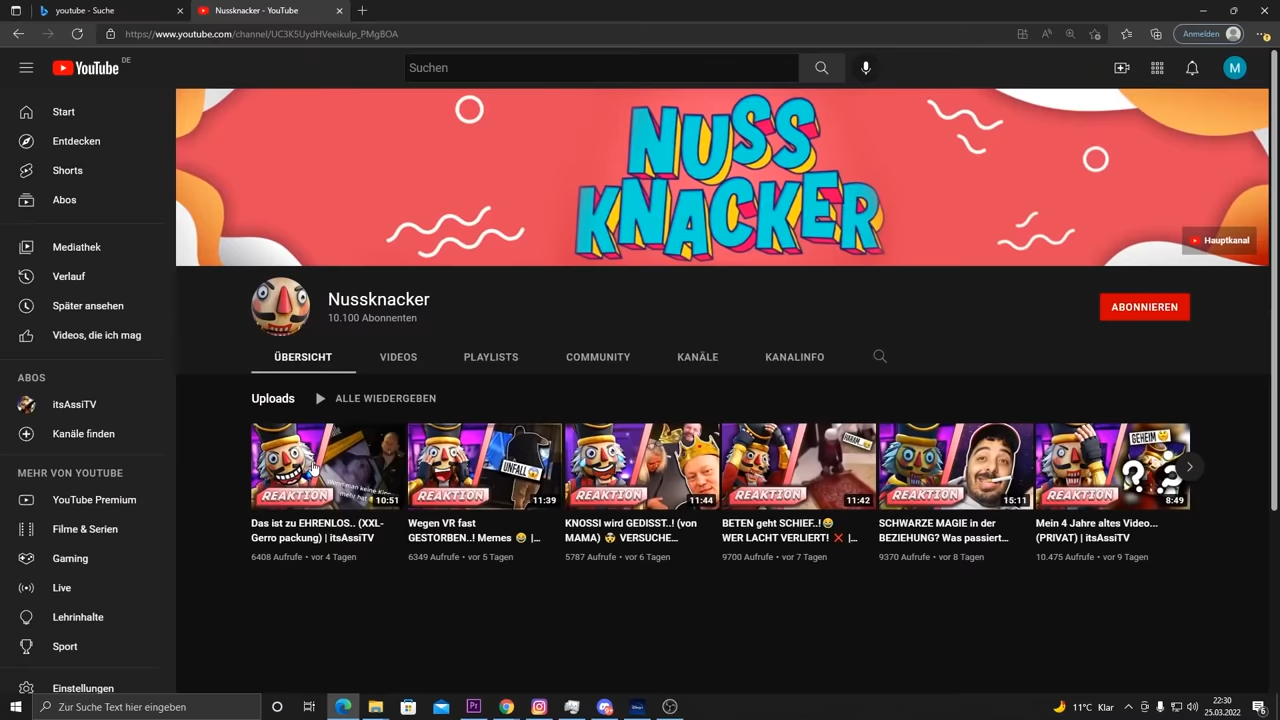 youtube - Suche
Nussknacker - YouTube
https://www.youtube.com/channel/UC3K5UydHVeeikulp_PMgBOA
Anmelden
YouTube DE
Suchen
M
Start
Entdecken
Shorts
Abos
Mediathek
Verlauf
Später ansehen
Videos, die ich mag
ABOS
itsAssiTV
Kanäle finden
MEHR VON YOUTUBE
YouTube Premium
Filme & Serien
Gaming
Live
Lehrinhalte
Sport
Einstellungen
NUSS
KNACKER
Hauptkanal
Nussknacker
10.100 Abonnenten
ABONNIEREN
ÜBERSICHT
VIDEOS
PLAYLISTS
COMMUNITY
KANÄLE
KANALINFO
Uploads
ALLE WIEDERGEBEN
REAKTION
10:51
Das ist zu EHRENLOS.. (XXL-
Gerro packung) | itsAssiTV
6408 Aufrufe • vor 4 Tagen
UNFALL
REAKTION
11:39
Wegen VR fast
GESTORBEN..! Memes 😂 |...
6349 Aufrufe • vor 5 Tagen
REAKTION
11:44
KNOSSI wird GEDISST..! (von
MAMA) 🤯 VERSUCHE...
5787 Aufrufe • vor 6 Tagen
HARAM...
REAKTION
11:42
BETEN geht SCHIEF..!😂
WER LACHT VERLIERT! ❌ |...
9700 Aufrufe • vor 7 Tagen
REAKTION
15:11
SCHWARZE MAGIE in der
BEZIEHUNG? Was passiert...
9370 Aufrufe • vor 8 Tagen
GEHEIM
? ?
REAKTION
8:49
Mein 4 Jahre altes Video...
(PRIVAT) | itsAssiTV
10.475 Aufrufe • vor 9 Tagen
Zur Suche Text hier eingeben
Pr
11°C Klar
22:30
25.03.2022